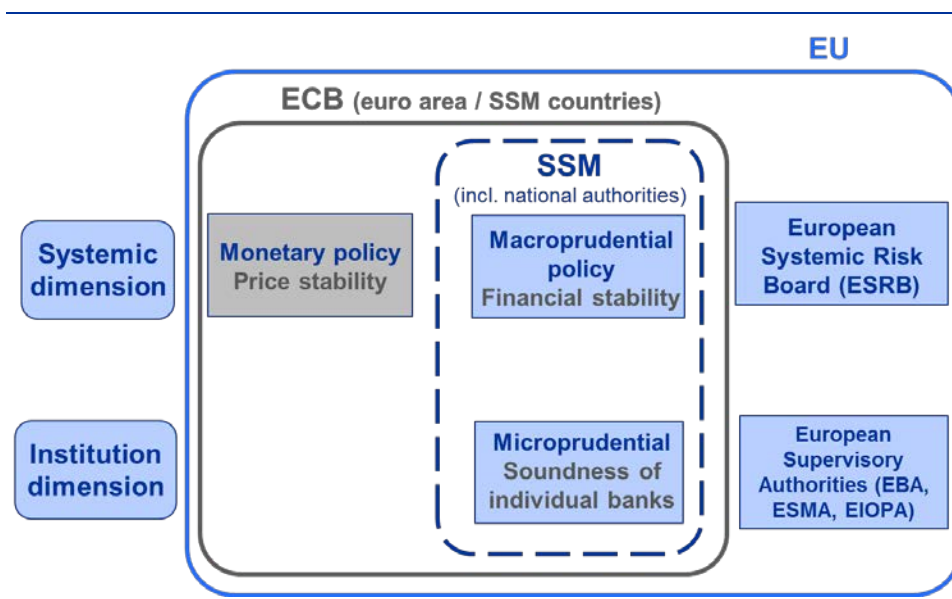 EU
ECB (euro area / SSM countries)
SSM
(incl. national authorities)
Systemic
dimension
Monetary policy
Price stability
Macroprudential
policy
Financial stability
European
Systemic Risk
Board (ESRB)
Institution
dimension
Microprudential
Soundness of
individual banks
European
Supervisory
Authorities (EBA,
ESMA, EIOPA)